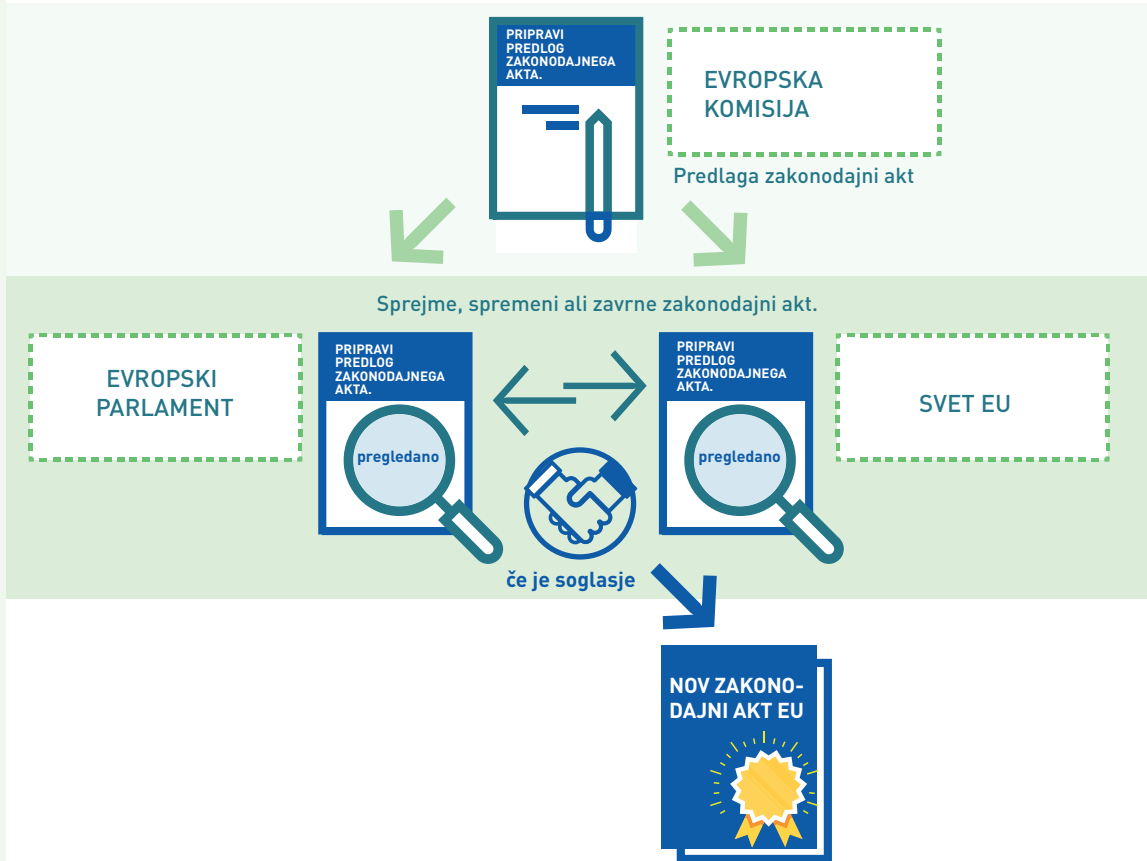 PRIPRAVI
PREDLOG
ZAKONODAJNEGA
AKTA.
EVROPSKA
KOMISIJA
Predlaga zakonodajni akt
Sprejme, spremeni ali zavrne zakonodajni akt.
EVROPSKI
PARLAMENT
PRIPRAVI
PREDLOG
ZAKONODAJNEGA
AKTA.
pregledano
PRIPRAVI
PREDLOG
ZAKONODAJNEGA
AKTA.
pregledano
SVET EU
če je soglasje
NOV ZAKONO-
DAJNI AKT EU